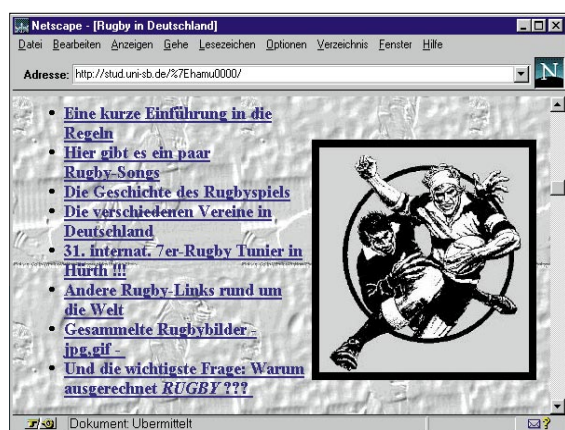 Netscape - [Rugby in Deutschland]
Datei Bearbeiten Anzeigen Gehe Lesezeichen Optionen Verzeichnis Fenster Hilfe
Adresse: http://stud.uni-sb.de/%7Ehamu0000/
N
• Eine kurze Einführung in die
Regeln
• Hier gibt es ein paar
Rugby-Songs
• Die Geschichte des Rugbyspiels
• Die verschiedenen Vereine in
Deutschland
• 31. internat. 7er-Rugby Tunier in
Hürth !!!
• Andere Rugby-Links rund um
die Welt
• Gesammelte Rugbybilder -
jpg,gif -
• Und die wichtigste Frage: Warum
ausgerechnet RUGBY ???
Dokument: Übermittelt